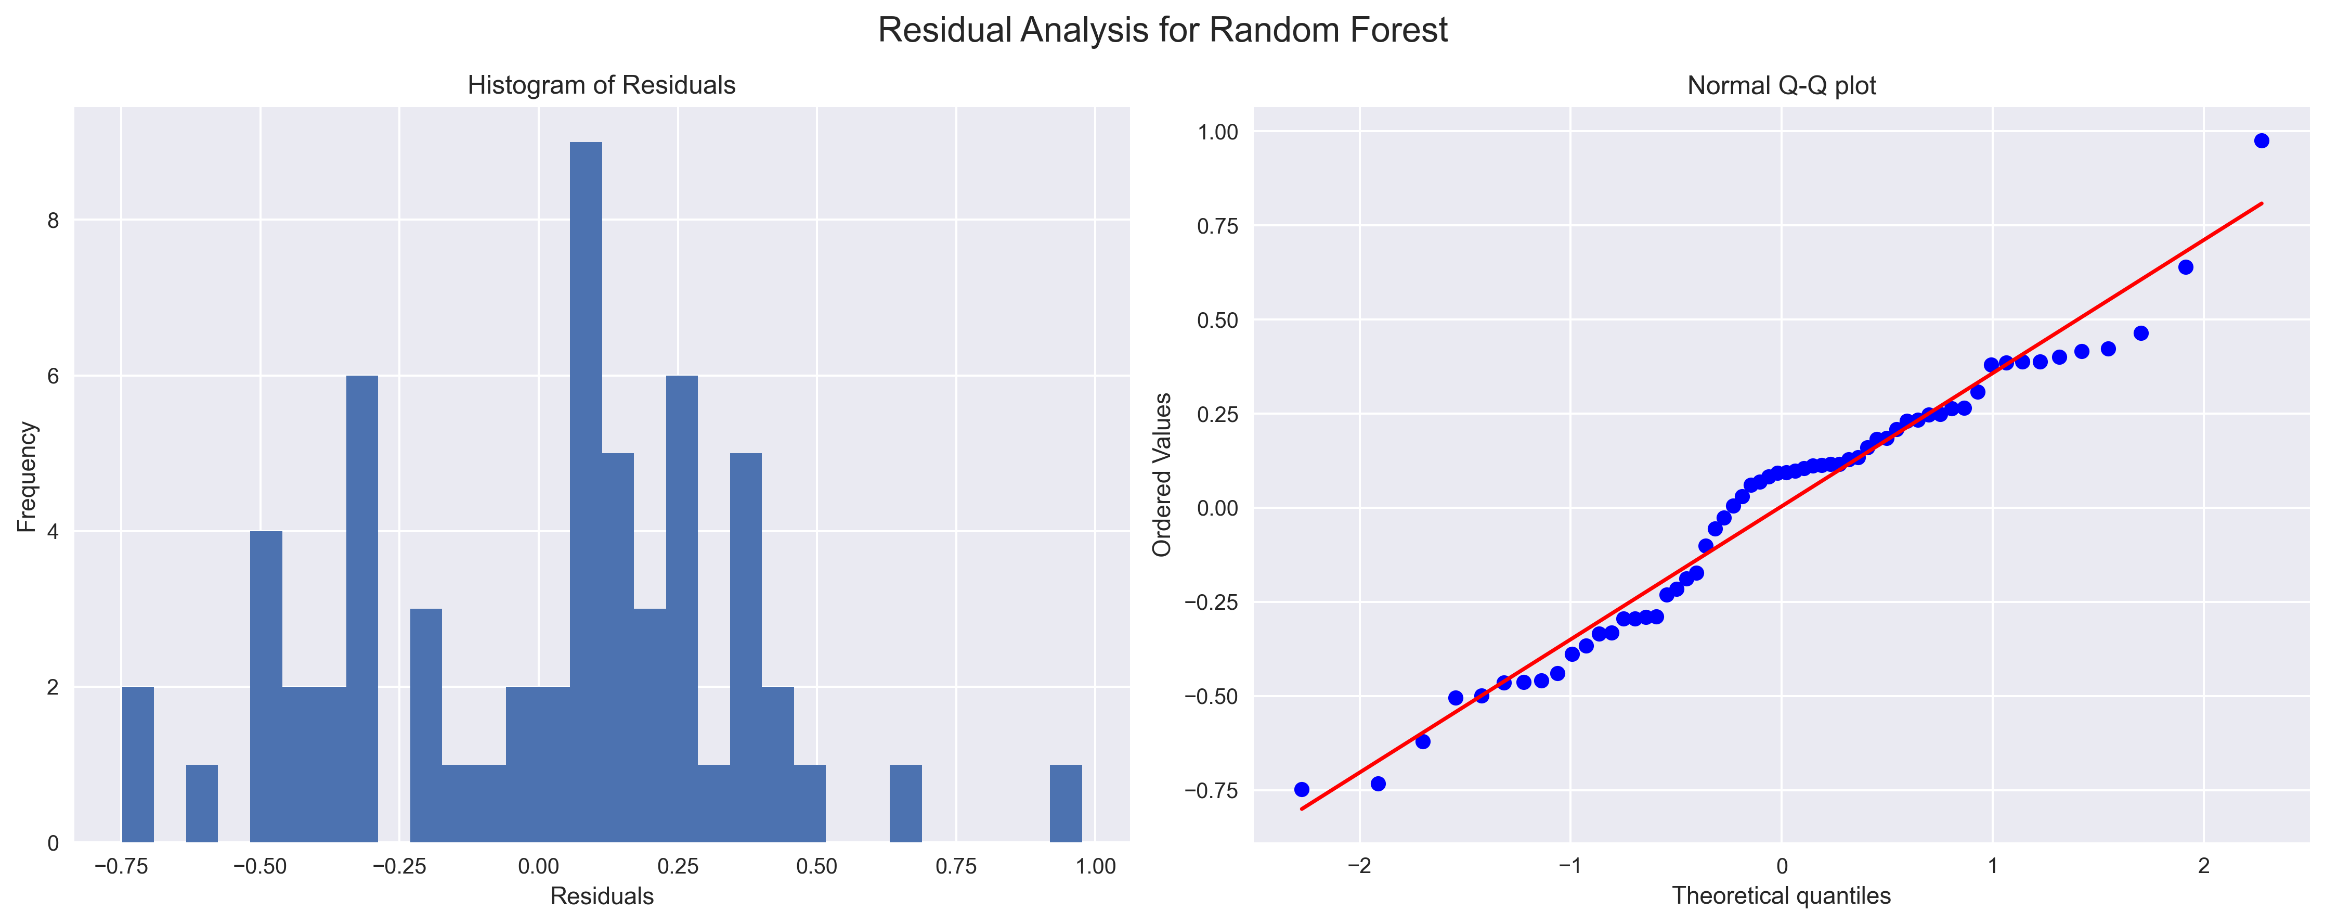 Residual Analysis for Random Forest
Histogram of Residuals
Frequency
8
6
4
2
0
−0.75 −0.50 −0.25 0.00 0.25 0.50 0.75 1.00
Residuals
Normal Q-Q plot
Ordered Values
1.00
0.75
0.50
0.25
0.00
−0.25
−0.50
−0.75
−2 −1 0 1 2
Theoretical quantiles